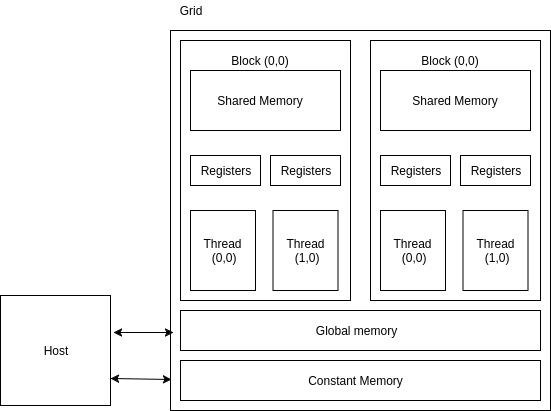 Grid
Block (0,0)
Block (0,0)
Shared Memory
Shared Memory
Registers
Registers
Registers
Registers
Thread
(0,0)
Thread
(1,0)
Thread
(0,0)
Thread
(1,0)
Global memory
Host
Constant Memory